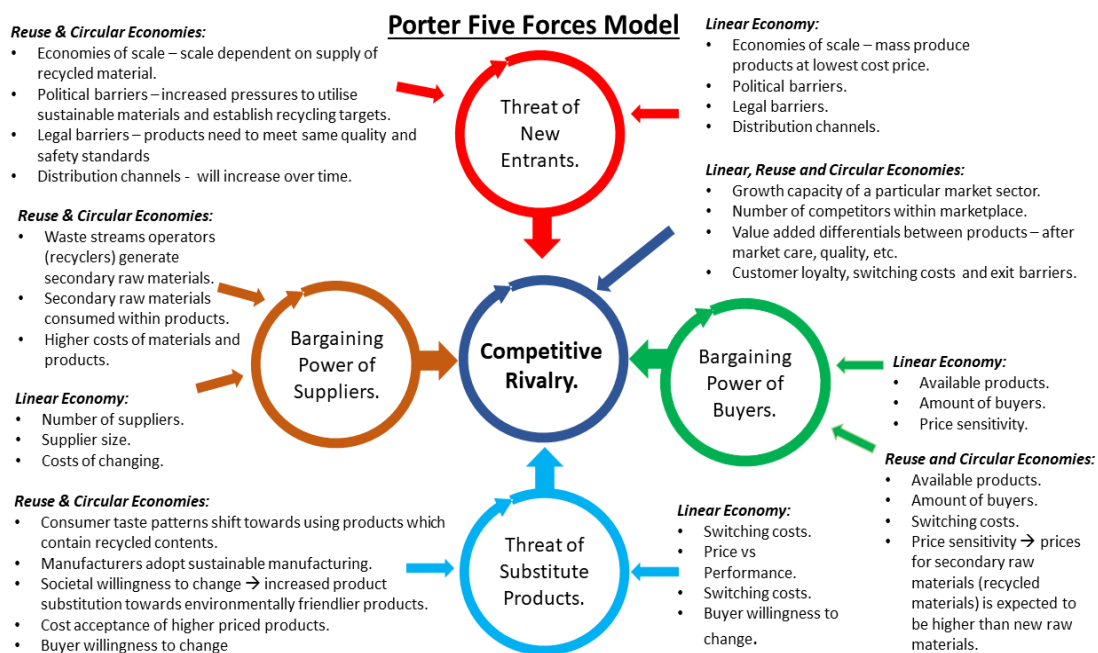 Porter Five Forces Model
Reuse & Circular Economies:
• Economies of scale – scale dependent on supply of
recycled material.
• Political barriers – increased pressures to utilise
sustainable materials and establish recycling targets.
• Legal barriers – products need to meet same quality and
safety standards
• Distribution channels - will increase over time.
Threat of
New
Entrants.
Linear Economy:
• Economies of scale – mass produce
products at lowest cost price.
• Political barriers.
• Legal barriers.
• Distribution channels.
Linear, Reuse and Circular Economies:
• Growth capacity of a particular market sector.
• Number of competitors within marketplace.
• Value added differentials between products – after
market care, quality, etc.
• Customer loyalty, switching costs and exit barriers.
Reuse & Circular Economies:
• Waste streams operators
(recyclers) generate
secondary raw materials.
• Secondary raw materials
consumed within products.
• Higher costs of materials and
products.
Linear Economy:
• Number of suppliers.
• Supplier size.
• Costs of changing.
Bargaining
Power of
Suppliers.
Competitive
Rivalry.
Bargaining
Power of
Buyers.
Linear Economy:
• Available products.
• Amount of buyers.
• Price sensitivity.
Reuse and Circular Economies:
• Available products.
• Amount of buyers.
• Switching costs.
• Price sensitivity → prices
for secondary raw
materials (recycled
materials) is expected to
be higher than new raw
materials.
Reuse & Circular Economies:
• Consumer taste patterns shift towards using products which
contain recycled contents.
• Manufacturers adopt sustainable manufacturing.
• Societal willingness to change → increased product
substitution towards environmentally friendlier products.
• Cost acceptance of higher priced products.
• Buyer willingness to change
Threat of
Substitute
Products.
Linear Economy:
• Switching costs.
• Price vs
• Performance.
• Switching costs.
• Buyer willingness to
change.